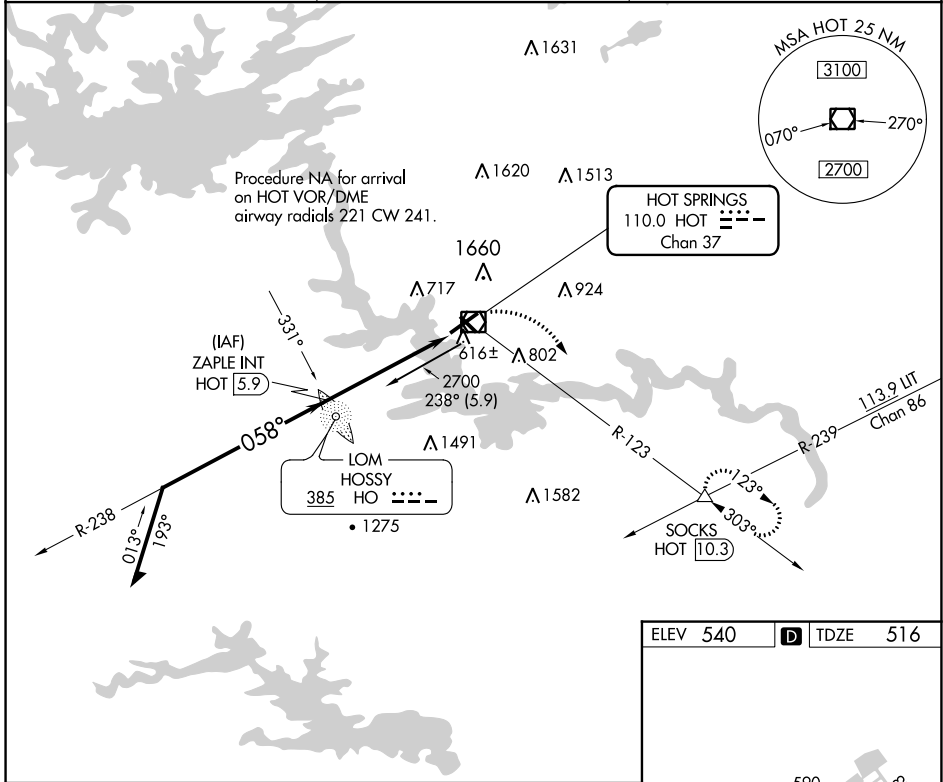 1631
MSA HOT 25 NM
3100
070°
270°
2700
Procedure NA for arrival
on HOT VOR/DME
airway radials 221 CW 241.
1620
1513
HOT SPRINGS
110.0 HOT
Chan 37
1660
717
924
331°
(IAF)
ZAPLE INT
HOT 5.9
616±
802
2700
238° (5.9)
058°
113.9 LIT
Chan 86
R-239
R-123
1491
LOM
HOSSY
385 HO
1582
123°
303°
SOCKS
HOT 10.3
R-238
013°
193°
1275
ELEV 540 D TDZE 516